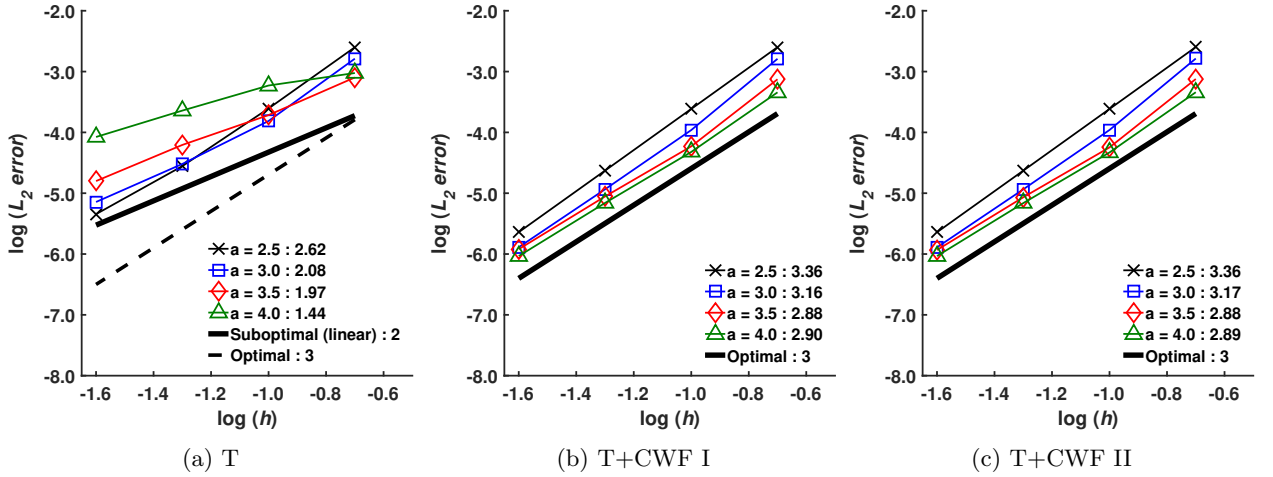 -2.0
-3.0
-4.0
-5.0
-6.0
-7.0
-8.0
log (L2 error)
a = 2.5 : 2.62
a = 3.0 : 2.08
a = 3.5 : 1.97
a = 4.0 : 1.44
Suboptimal (linear) : 2
Optimal : 3
-1.6 -1.4 -1.2 -1.0 -0.8 -0.6
log (h)
(a) T
-2.0
-3.0
-4.0
-5.0
-6.0
-7.0
-8.0
log (L2 error)
a = 2.5 : 3.36
a = 3.0 : 3.16
a = 3.5 : 2.88
a = 4.0 : 2.90
Optimal : 3
-1.6 -1.4 -1.2 -1.0 -0.8 -0.6
log (h)
(b) T+CWF I
-2.0
-3.0
-4.0
-5.0
-6.0
-7.0
-8.0
log (L2 error)
a = 2.5 : 3.36
a = 3.0 : 3.17
a = 3.5 : 2.88
a = 4.0 : 2.89
Optimal : 3
-1.6 -1.4 -1.2 -1.0 -0.8 -0.6
log (h)
(c) T+CWF II